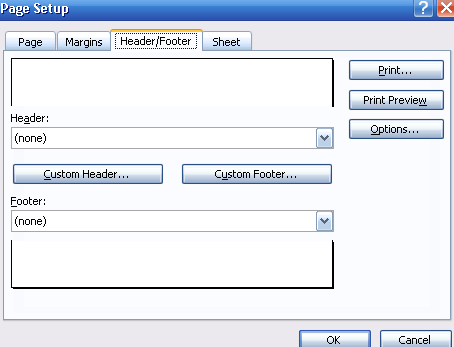 Page Setup
Page Margins Header/Footer Sheet
Print...
Print Preview
Header:
(none)
Options...
Custom Header... Custom Footer...
Footer:
(none)
OK Cancel